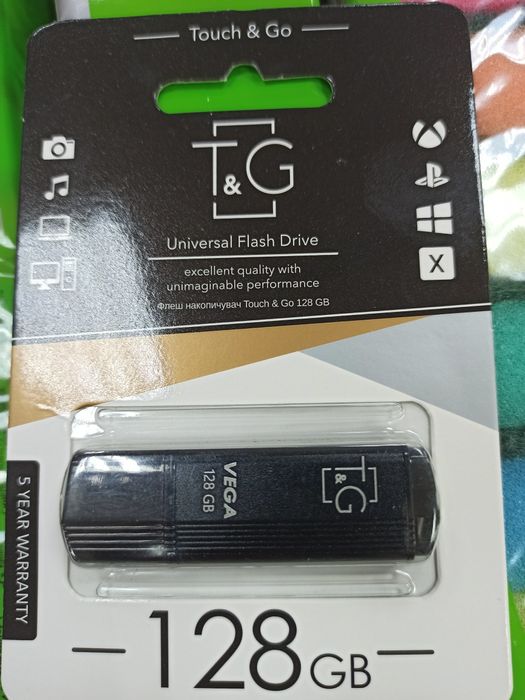 Touch & Go
T&G
Universal Flash Drive
excellent quality with
unimaginable performance
Флеш накопичувач Touch & Go 128 GB
X
5 YEAR WARRANTY
VEGA
128 GB
T&G
128 GB